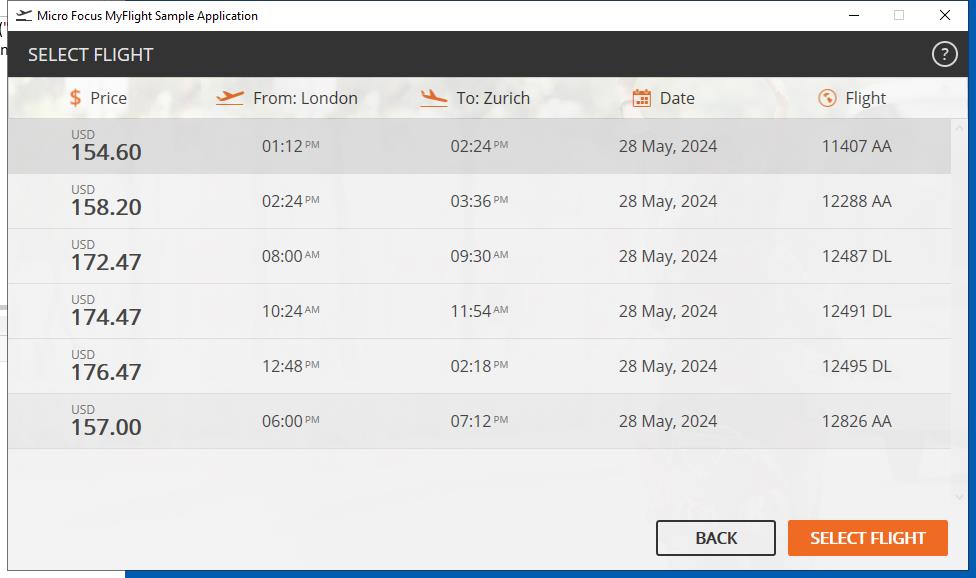 Micro Focus MyFlight Sample Application
SELECT FLIGHT ?
$ Price From: London To: Zurich Date Flight
USD
154.60 01:12 PM 02:24 PM 28 May, 2024 11407 AA
USD
158.20 02:24 PM 03:36 PM 28 May, 2024 12288 AA
USD
172.47 08:00 AM 09:30 AM 28 May, 2024 12487 DL
USD
174.47 10:24 AM 11:54 AM 28 May, 2024 12491 DL
USD
176.47 12:48 PM 02:18 PM 28 May, 2024 12495 DL
USD
157.00 06:00 PM 07:12 PM 28 May, 2024 12826 AA
BACK SELECT FLIGHT